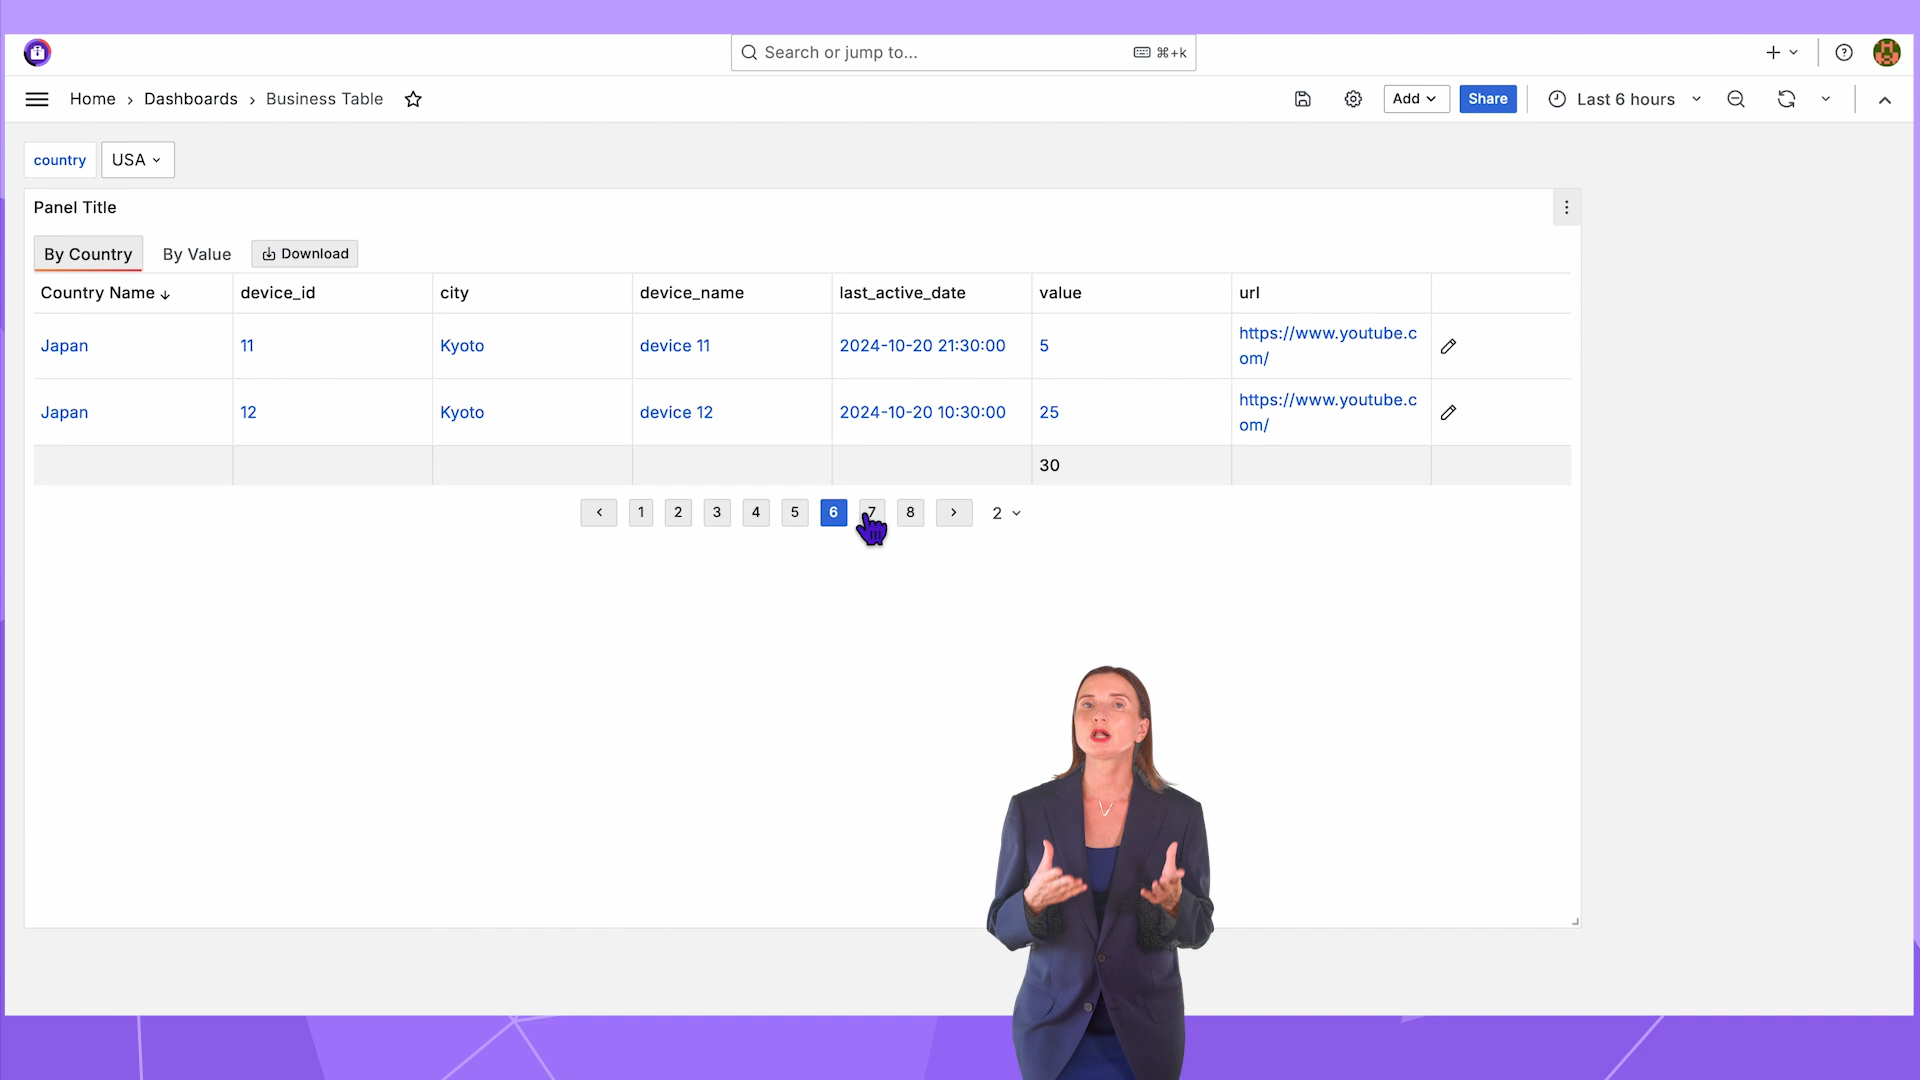 Search or jump to... ⌘+k
Home › Dashboards › Business Table
Add Share Last 6 hours
country USA
Panel Title
By Country By Value Download
Country Name device_id city device_name last_active_date value url
Japan 11 Kyoto device 11 2024-10-20 21:30:00 5 https://www.youtube.c
om/
Japan 12 Kyoto device 12 2024-10-20 10:30:00 25 https://www.youtube.c
om/
30
1 2 3 4 5 6 7 8 2